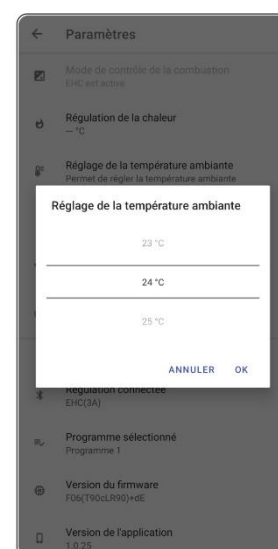 Paramètres
Mode de contrôle de la combustion
EHC est active
Régulation de la chaleur
-- °C
Réglage de la température ambiante
Permet de régler la température ambiante
Réglage de la température ambiante
23 °C
24 °C
25 °C
ANNULER OK
Régulation connectée
EHC(3A)
Programme sélectionné
Programme 1
Version du firmware
F06(T90cLR90)+dE
Version de l'application
1.0.25